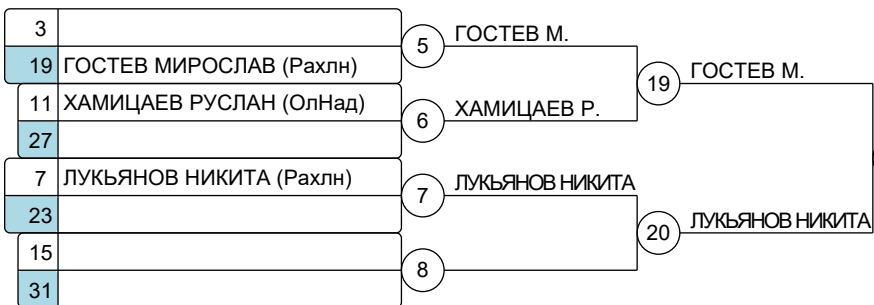 3
19 ГОСТЕВ МИРОСЛАВ (Рахлн)
11 ХАМИЦАЕВ РУСЛАН (ОлНад)
27
7 ЛУКЬЯНОВ НИКИТА (Рахлн)
23
15
31
5 ГОСТЕВ М.
6 ХАМИЦАЕВ Р.
7 ЛУКЬЯНОВ НИКИТА
8
19 ГОСТЕВ М.
20 ЛУКЬЯНОВ НИКИТА